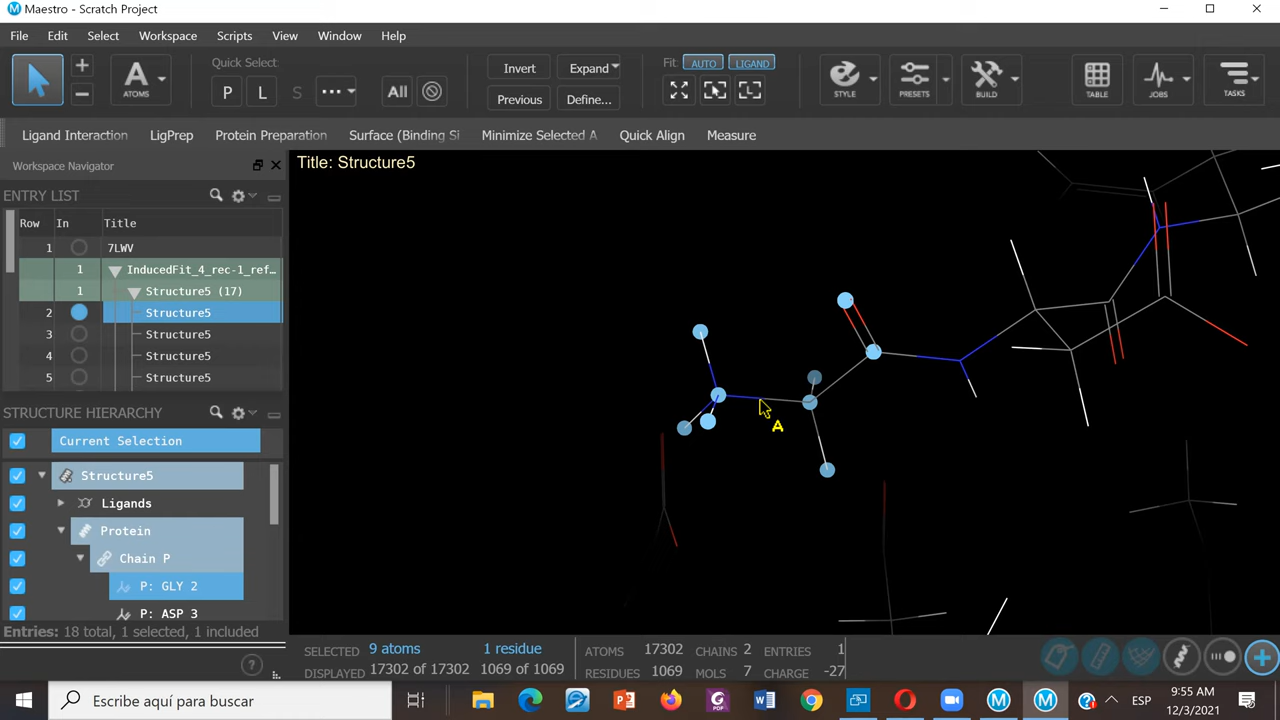 Maestro - Scratch Project
File Edit Select Workspace Scripts View Window Help
Quick Select Fit: AUTO LIGAND
Invert Expand
ATOMS P L S ... All STYLE PRESETS BUILD TABLE JOBS TASKS
Previous Define...
Ligand Interaction LigPrep Protein Preparation Surface (Binding Si Minimize Selected A Quick Align Measure
Workspace Navigator
Title: Structure5
ENTRY LIST
Row In Title
1 7LWV
1 InducedFit_4_rec-1_ref...
1 Structure5 (17)
2 Structure5
3 Structure5
4 Structure5
5 Structure5
STRUCTURE HIERARCHY
Current Selection
Structure5
Ligands
Protein
Chain P
P: GLY 2
P: ASP 3
A
Entries: 18 total, 1 selected, 1 included
SELECTED 9 atoms 1 residue ATOMS 17302 CHAINS 2 ENTRIES 1
DISPLAYED 17302 of 17302 1069 of 1069 RESIDUES 1069 MOLS 7 CHARGE -27
Escribe aquí para buscar
ESP
9:55 AM
12/3/2021